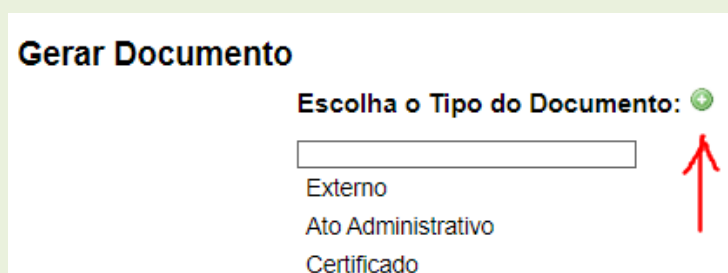 Gerar Documento
Escolha o Tipo do Documento:
Externo
Ato Administrativo
Certificado